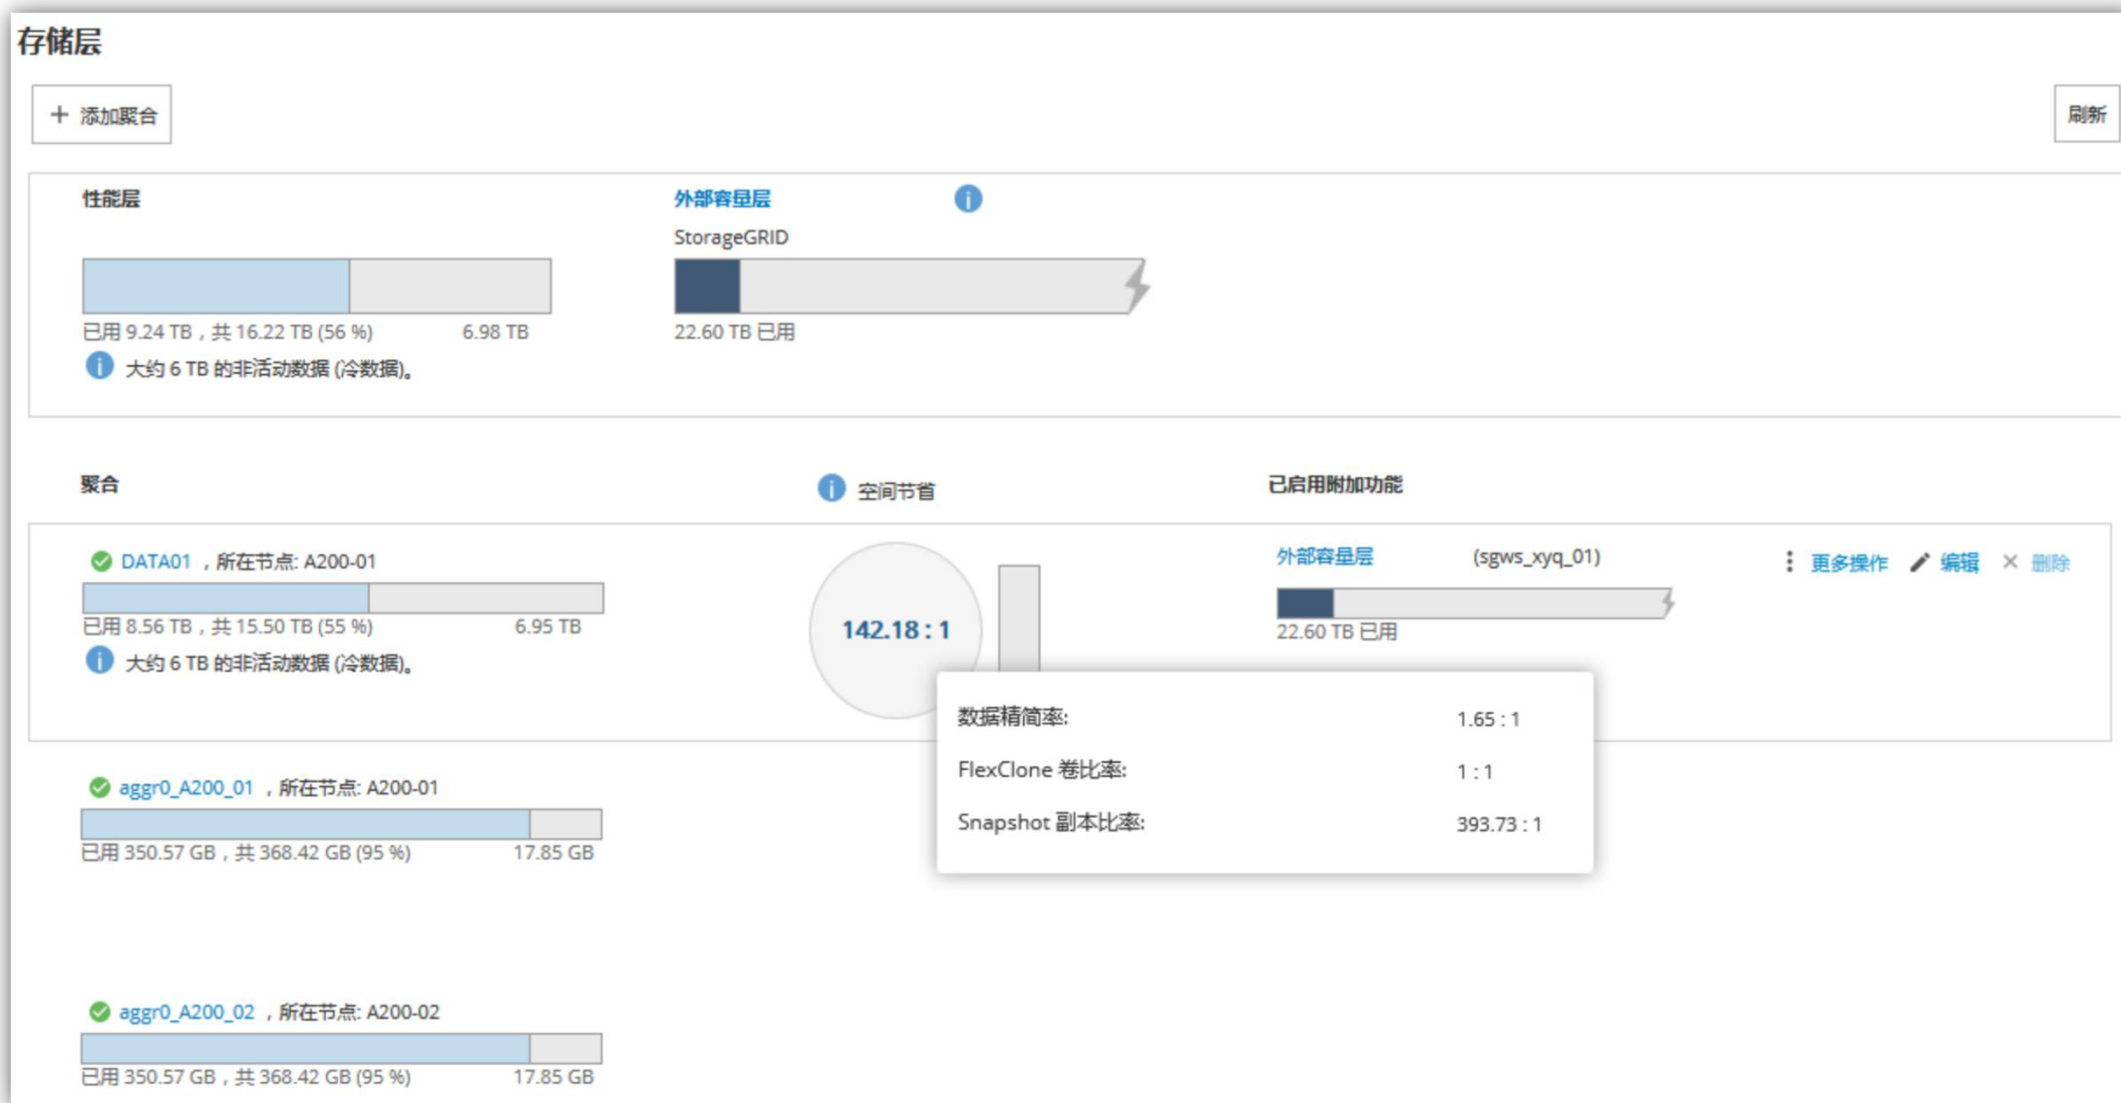 存储层
+ 添加聚合
刷新
性能层
外部容量层
StorageGRID
已用 9.24 TB，共 16.22 TB (56 %) 6.98 TB
22.60 TB 已用
大约 6 TB 的非活动数据 (冷数据)。
聚合
空间节省
已启用附加功能
DATA01 ，所在节点: A200-01
外部容量层 (sgws_xyq_01)
更多操作 编辑 × 删除
已用 8.56 TB，共 15.50 TB (55 %) 6.95 TB
142.18 : 1
22.60 TB 已用
大约 6 TB 的非活动数据 (冷数据)。
数据精简率: 1.65 : 1
FlexClone 卷比率: 1 : 1
Snapshot 副本比率: 393.73 : 1
aggr0_A200_01 ，所在节点: A200-01
已用 350.57 GB，共 368.42 GB (95 %) 17.85 GB
aggr0_A200_02 ，所在节点: A200-02
已用 350.57 GB，共 368.42 GB (95 %) 17.85 GB